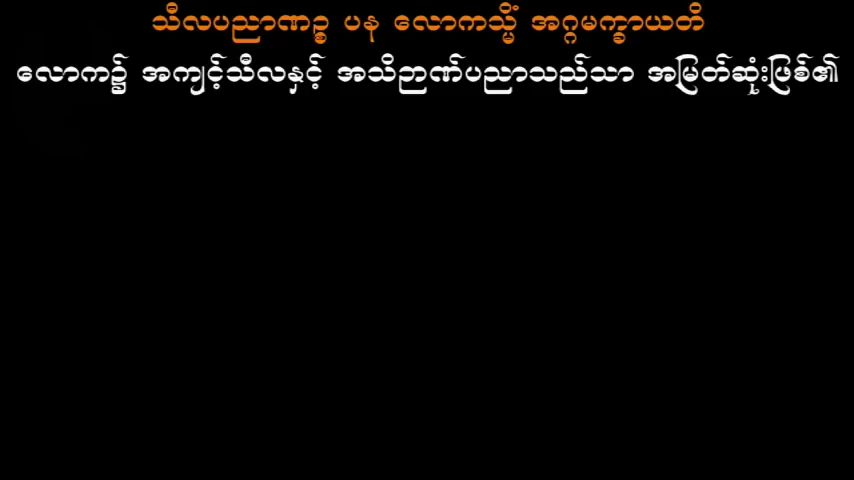 သီလပညာဏဉ္စ ပန လောကသ္မိံ အဂ္ဂမက္ခာယတိ
လောက၌ အကျင့်သီလနှင့် အသိဉာဏ်ပညာသည်သာ အမြတ်ဆုံးဖြစ်၏